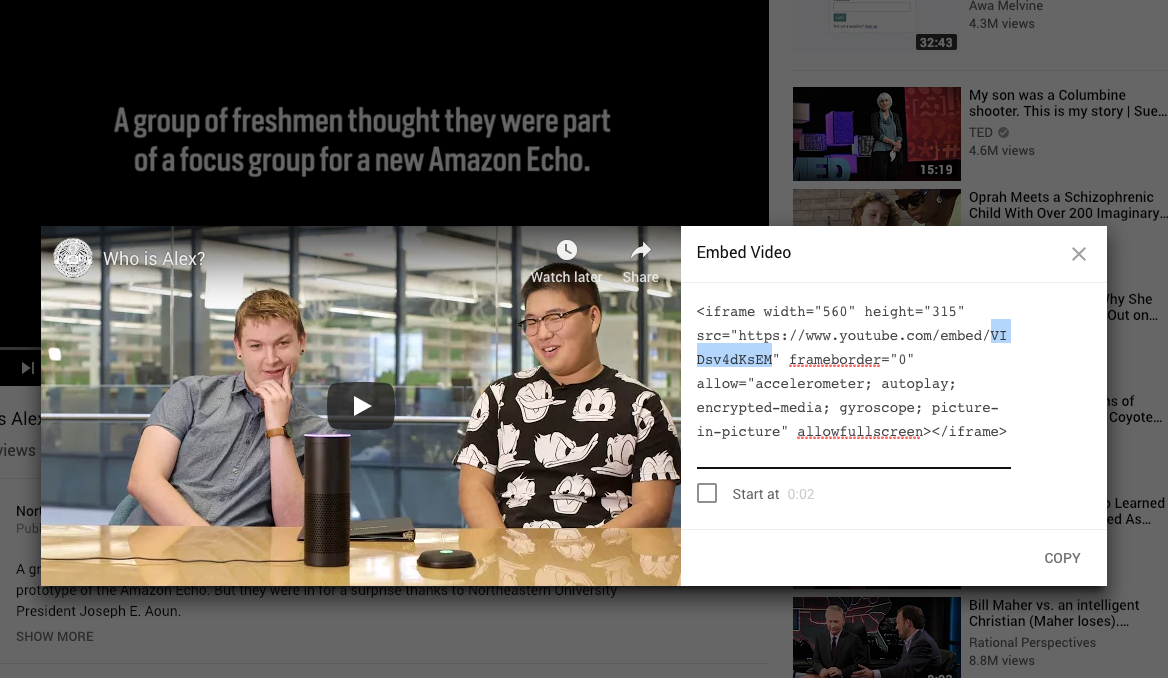 A group of freshmen thought they were part
of a focus group for a new Amazon Echo.
Who is Alex?
Watch later
Share
Embed Video
<iframe width="560" height="315"
src="https://www.youtube.com/embed/VI
Dsv4dKsEM" frameborder="0"
allow="accelerometer; autoplay;
encrypted-media; gyroscope; picture-
in-picture" allowfullscreen></iframe>
Start at 0:02
COPY
s Alex
views
Nort
Publ
A gr
prototype of the Amazon Echo. But they were in for a surprise thanks to Northeastern University
President Joseph E. Aoun.
SHOW MORE
Awa Melvine
4.3M views
32:43
My son was a Columbine
shooter. This is my story | Sue...
TED
4.6M views
15:19
Oprah Meets a Schizophrenic
Child With Over 200 Imaginary...
Why She
Out on...
ns of
Coyote...
o Learned
ed As...
Bill Maher vs. an intelligent
Christian (Maher loses)....
Rational Perspectives
8.8M views